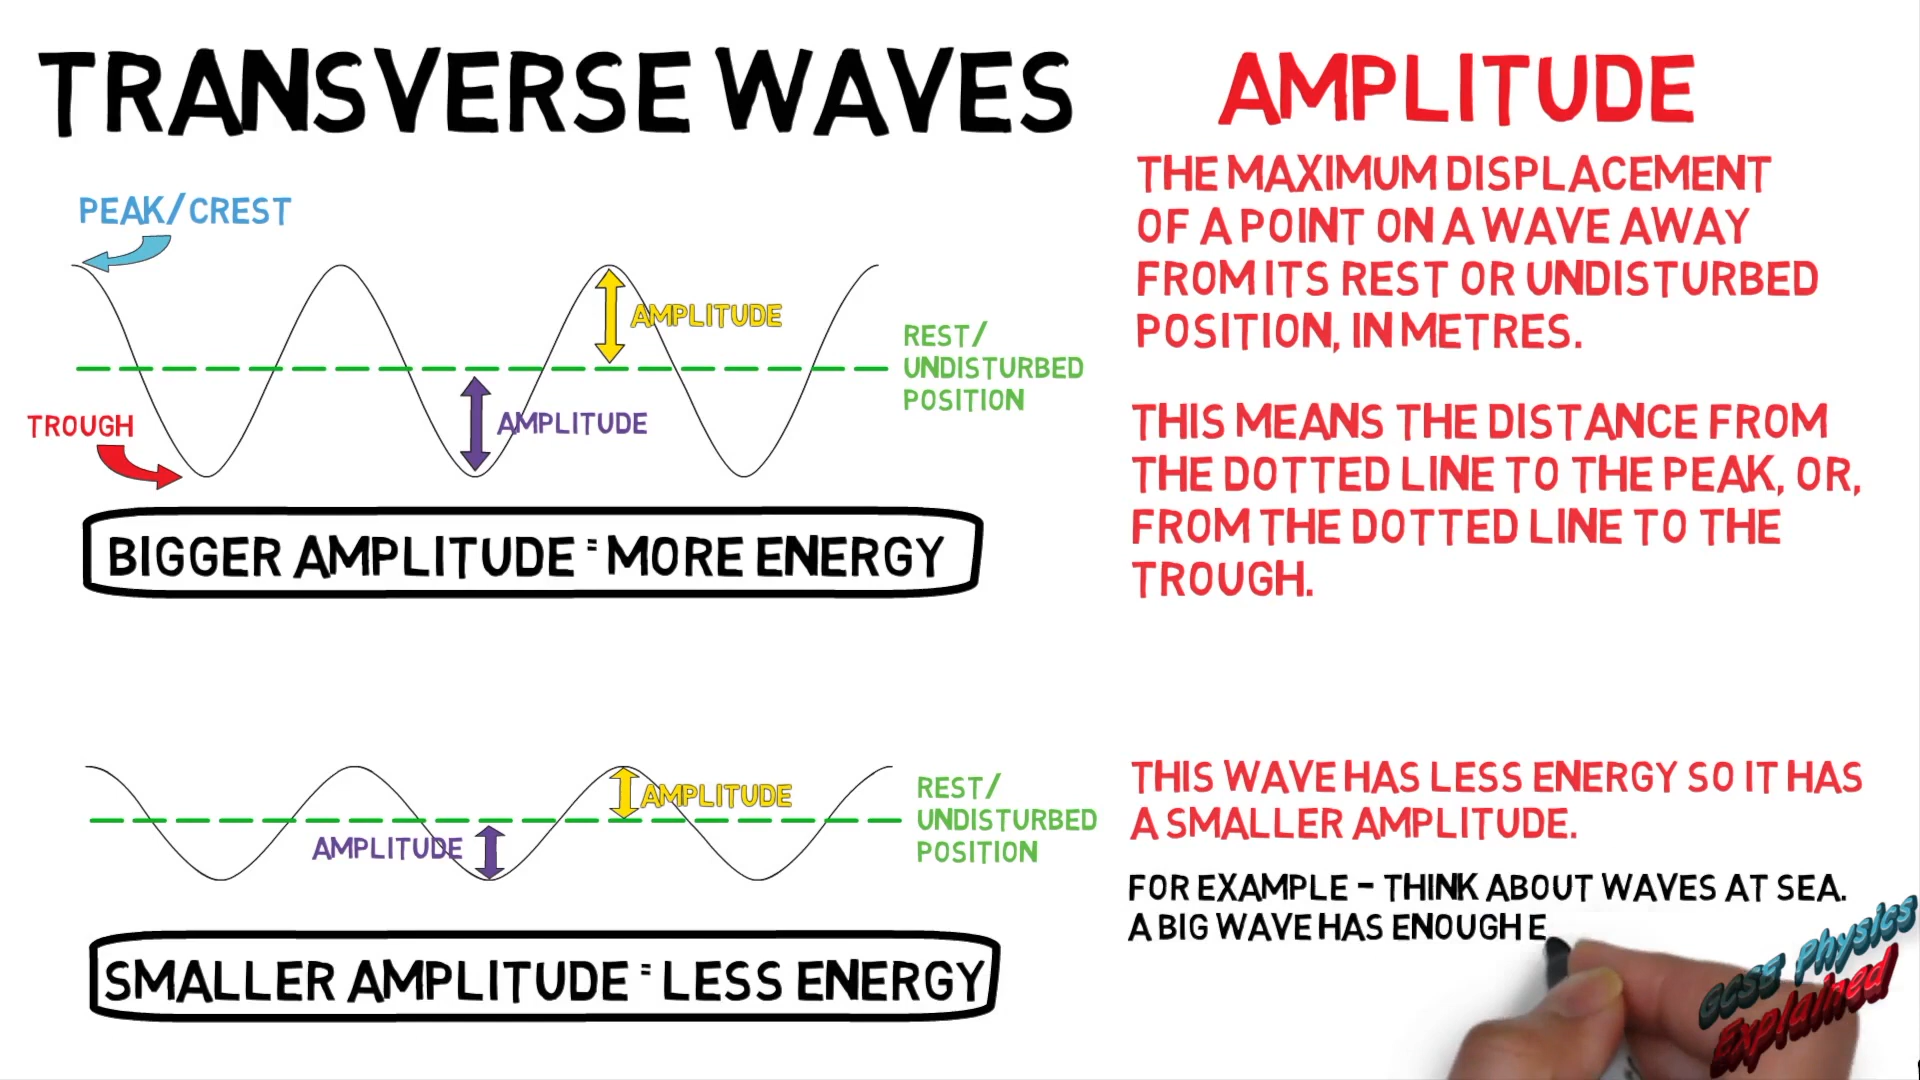 TRANSVERSE WAVES
PEAK/CREST
AMPLITUDE
REST/
UNDISTURBED
POSITION
TROUGH
AMPLITUDE
BIGGER AMPLITUDE = MORE ENERGY
AMPLITUDE
REST/
UNDISTURBED
POSITION
AMPLITUDE
SMALLER AMPLITUDE = LESS ENERGY
AMPLITUDE
THE MAXIMUM DISPLACEMENT
OF A POINT ON A WAVE AWAY
FROM ITS REST OR UNDISTURBED
POSITION, IN METRES.
THIS MEANS THE DISTANCE FROM
THE DOTTED LINE TO THE PEAK, OR,
FROM THE DOTTED LINE TO THE
TROUGH.
THIS WAVE HAS LESS ENERGY SO IT HAS
A SMALLER AMPLITUDE.
FOR EXAMPLE - THINK ABOUT WAVES AT SEA.
A BIG WAVE HAS ENOUGH E
GCSE Physics
Explained